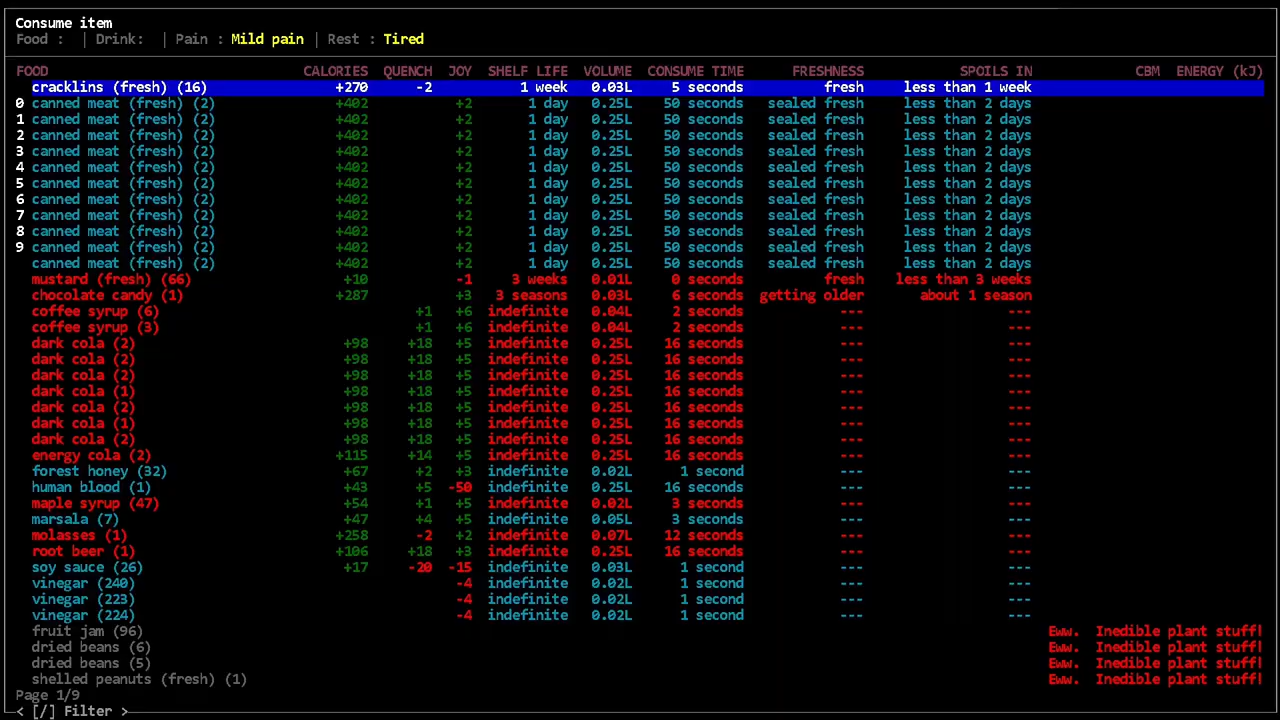 Consume item
Food :  | Drink:  | Pain : Mild pain | Rest : Tired
FOOD CALORIES QUENCH JOY SHELF LIFE VOLUME CONSUME TIME FRESHNESS SPOILS IN CBM ENERGY (kJ)
cracklins (fresh) (16) +270 -2 1 week 0.03L 5 seconds fresh less than 1 week
0 canned meat (fresh) (2) +402 +2 1 day 0.25L 50 seconds sealed fresh less than 2 days
1 canned meat (fresh) (2) +402 +2 1 day 0.25L 50 seconds sealed fresh less than 2 days
2 canned meat (fresh) (2) +402 +2 1 day 0.25L 50 seconds sealed fresh less than 2 days
3 canned meat (fresh) (2) +402 +2 1 day 0.25L 50 seconds sealed fresh less than 2 days
4 canned meat (fresh) (2) +402 +2 1 day 0.25L 50 seconds sealed fresh less than 2 days
5 canned meat (fresh) (2) +402 +2 1 day 0.25L 50 seconds sealed fresh less than 2 days
6 canned meat (fresh) (2) +402 +2 1 day 0.25L 50 seconds sealed fresh less than 2 days
7 canned meat (fresh) (2) +402 +2 1 day 0.25L 50 seconds sealed fresh less than 2 days
8 canned meat (fresh) (2) +402 +2 1 day 0.25L 50 seconds sealed fresh less than 2 days
9 canned meat (fresh) (2) +402 +2 1 day 0.25L 50 seconds sealed fresh less than 2 days
canned meat (fresh) (2) +402 +2 1 day 0.25L 50 seconds sealed fresh less than 2 days
mustard (fresh) (66) +10 -1 3 weeks 0.01L 0 seconds fresh less than 3 weeks
chocolate candy (1) +287 +3 3 seasons 0.03L 6 seconds getting older about 1 season
coffee syrup (6) +1 +6 indefinite 0.04L 2 seconds ---  ---
coffee syrup (3) +1 +6 indefinite 0.04L 2 seconds ---  ---
dark cola (2) +98 +18 +5 indefinite 0.25L 16 seconds ---  ---
dark cola (2) +98 +18 +5 indefinite 0.25L 16 seconds ---  ---
dark cola (2) +98 +18 +5 indefinite 0.25L 16 seconds ---  ---
dark cola (1) +98 +18 +5 indefinite 0.25L 16 seconds ---  ---
dark cola (2) +98 +18 +5 indefinite 0.25L 16 seconds ---  ---
dark cola (1) +98 +18 +5 indefinite 0.25L 16 seconds ---  ---
dark cola (2) +98 +18 +5 indefinite 0.25L 16 seconds ---  ---
energy cola (2) +115 +14 +5 indefinite 0.25L 16 seconds ---  ---
forest honey (32) +67 +2 +3 indefinite 0.02L 1 second ---  ---
human blood (1) +43 +5 -50 indefinite 0.25L 16 seconds ---  ---
maple syrup (47) +54 +1 +5 indefinite 0.02L 3 seconds ---  ---
marsala (7) +47 +4 +5 indefinite 0.05L 3 seconds ---  ---
molasses (1) +258 -2 +2 indefinite 0.07L 12 seconds ---  ---
root beer (1) +106 +18 +3 indefinite 0.25L 16 seconds ---  ---
soy sauce (26) +17 -20 -15 indefinite 0.03L 1 second ---  ---
vinegar (240) -4 indefinite 0.02L 1 second ---  ---
vinegar (223) -4 indefinite 0.02L 1 second ---  ---
vinegar (224) -4 indefinite 0.02L 1 second ---  ---
fruit jam (96) Eww.  Inedible plant stuff!
dried beans (6) Eww.  Inedible plant stuff!
dried beans (5) Eww.  Inedible plant stuff!
shelled peanuts (fresh) (1) Eww.  Inedible plant stuff!
Page 1/9
< [/] Filter >